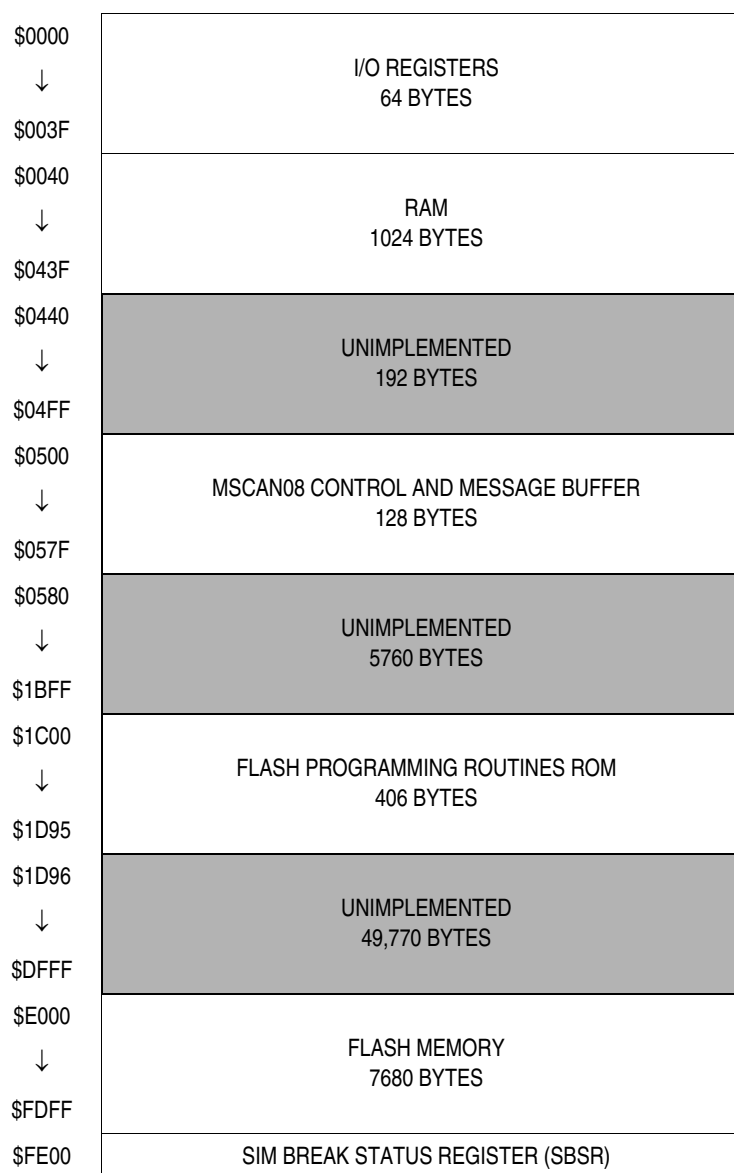 $0000
↓
$003F
I/O REGISTERS
64 BYTES
$0040
↓
$043F
RAM
1024 BYTES
$0440
↓
$04FF
UNIMPLEMENTED
192 BYTES
$0500
↓
$057F
MSCAN08 CONTROL AND MESSAGE BUFFER
128 BYTES
$0580
↓
$1BFF
UNIMPLEMENTED
5760 BYTES
$1C00
↓
$1D95
FLASH PROGRAMMING ROUTINES ROM
406 BYTES
$1D96
↓
$DFFF
UNIMPLEMENTED
49,770 BYTES
$E000
↓
$FDFF
FLASH MEMORY
7680 BYTES
$FE00
SIM BREAK STATUS REGISTER (SBSR)